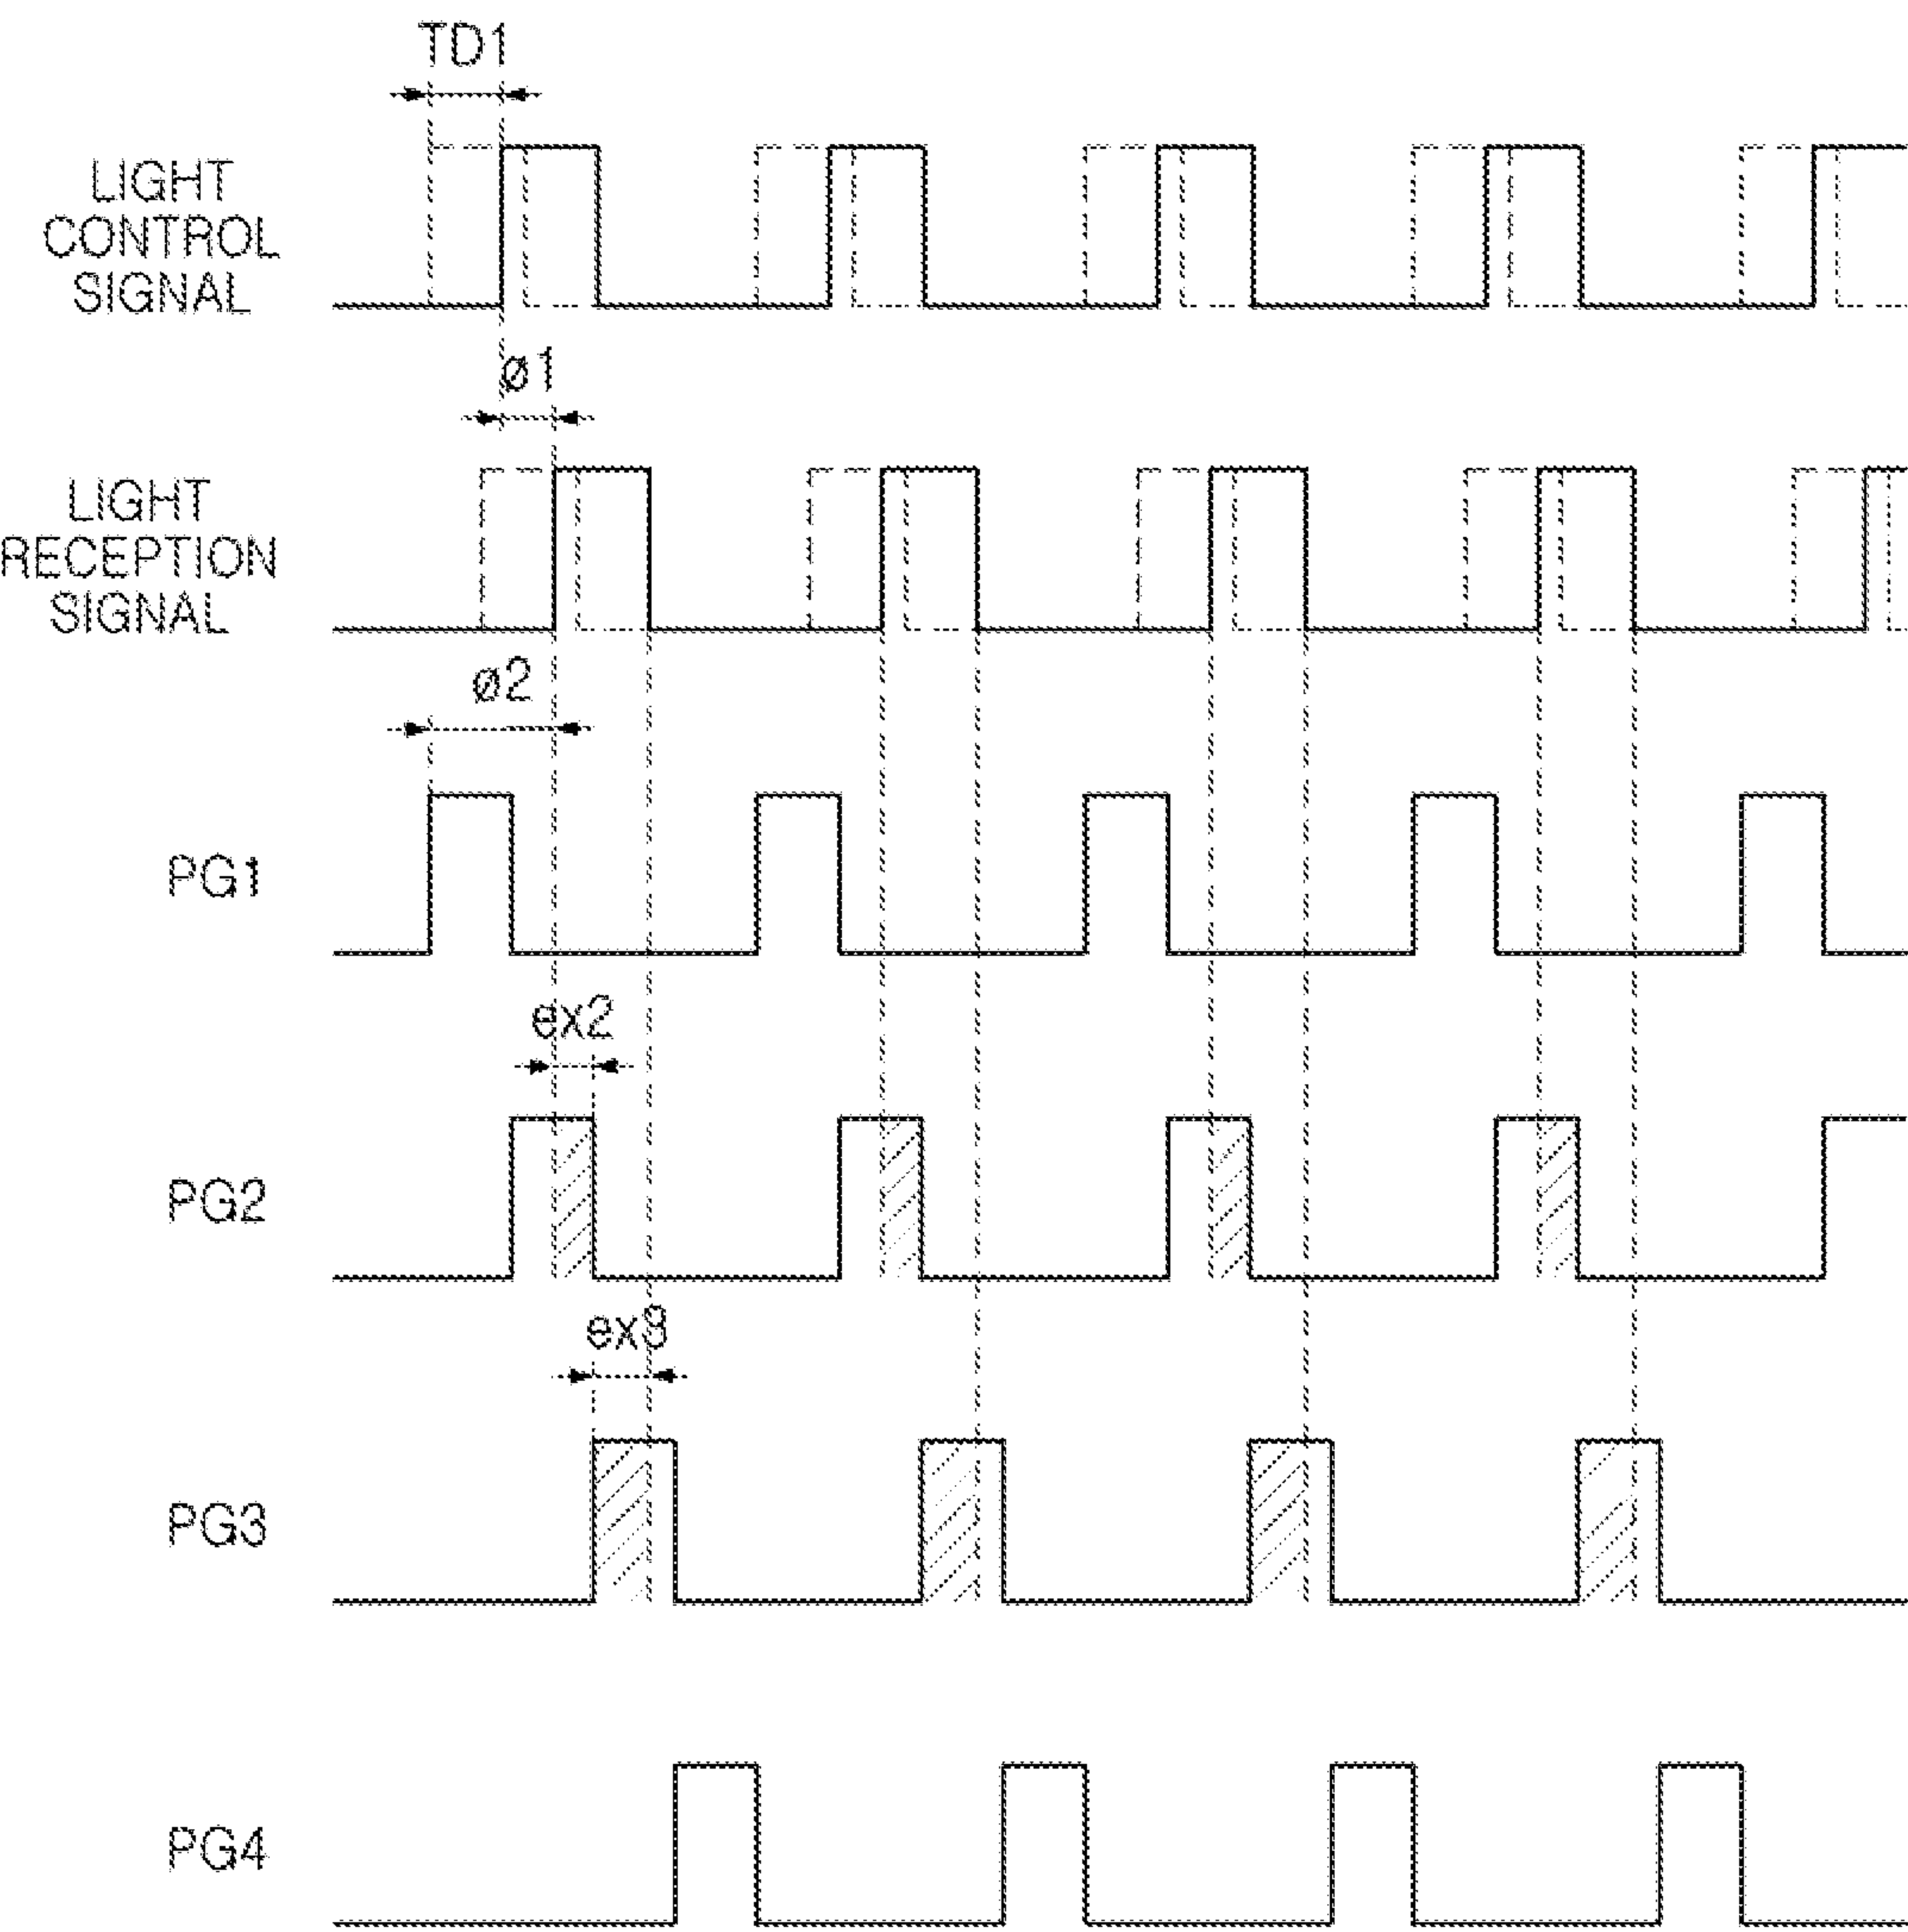 TD1
LIGHT
CONTROL
SIGNAL
ø1
LIGHT
RECEPTION
SIGNAL
ø2
PG1
ex2
PG2
ex3
PG3
PG4